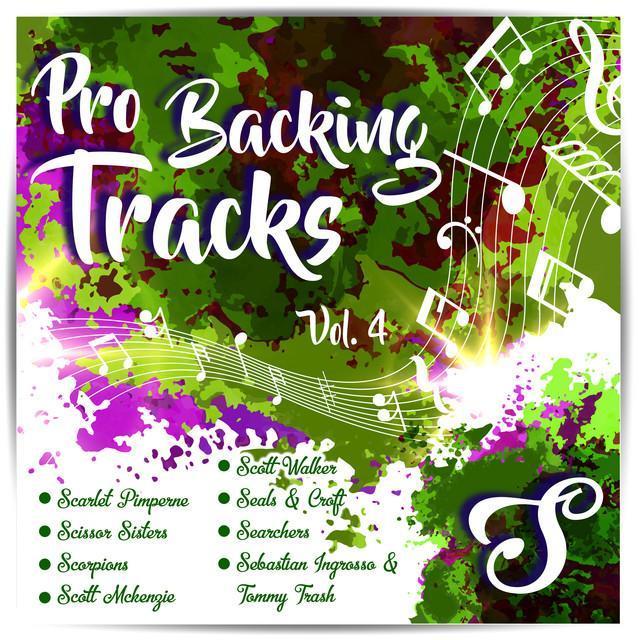 Pro Backing
Tracks
Vol. 4
• Scarlet Pimperne
• Scissor Sisters
• Scorpions
• Scott Mckenzie
• Scott Walker
• Seals & Croft
• Searchers
• Sebastian Ingrosso &
Tommy Trash
S